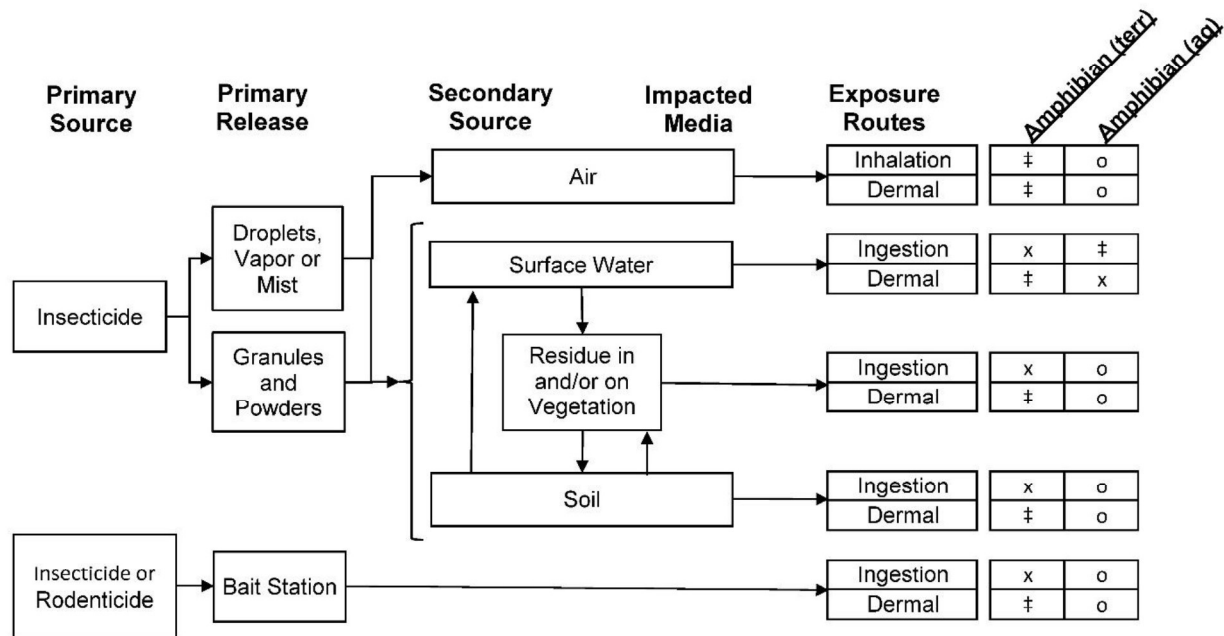 Primary Source
Primary Release
Secondary Source
Impacted Media
Exposure Routes
Amphibian (terr)
Amphibian (aq)
Air
Inhalation ‡ o
Dermal ‡ o
Droplets,
Vapor or
Mist
Surface Water
Ingestion x ‡
Dermal ‡ x
Insecticide
Granules
and
Powders
Residue in
and/or on
Vegetation
Ingestion x o
Dermal ‡ o
Soil
Ingestion x o
Dermal ‡ o
Insecticide or
Rodenticide
Bait Station
Ingestion x o
Dermal ‡ o